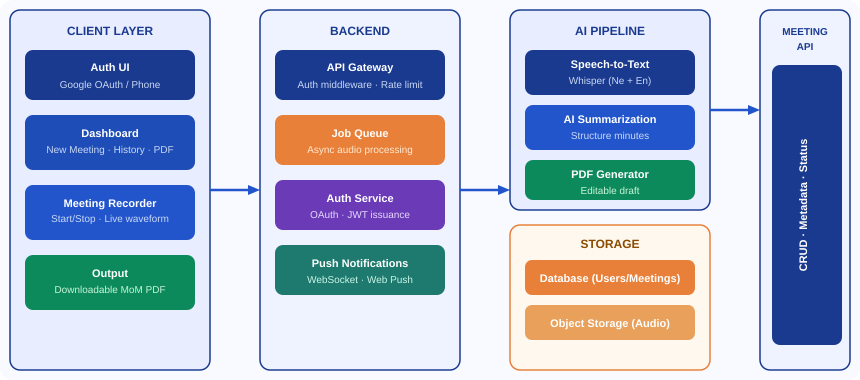 CLIENT LAYER
Auth UI
Google OAuth / Phone
Dashboard
New Meeting · History · PDF
Meeting Recorder
Start/Stop · Live waveform
Output
Downloadable MoM PDF
BACKEND
API Gateway
Auth middleware · Rate limit
Job Queue
Async audio processing
Auth Service
OAuth · JWT issuance
Push Notifications
WebSocket · Web Push
AI PIPELINE
Speech-to-Text
Whisper (Ne + En)
AI Summarization
Structure minutes
PDF Generator
Editable draft
STORAGE
Database (Users/Meetings)
Object Storage (Audio)
MEETING
API
CRUD · Metadata · Status